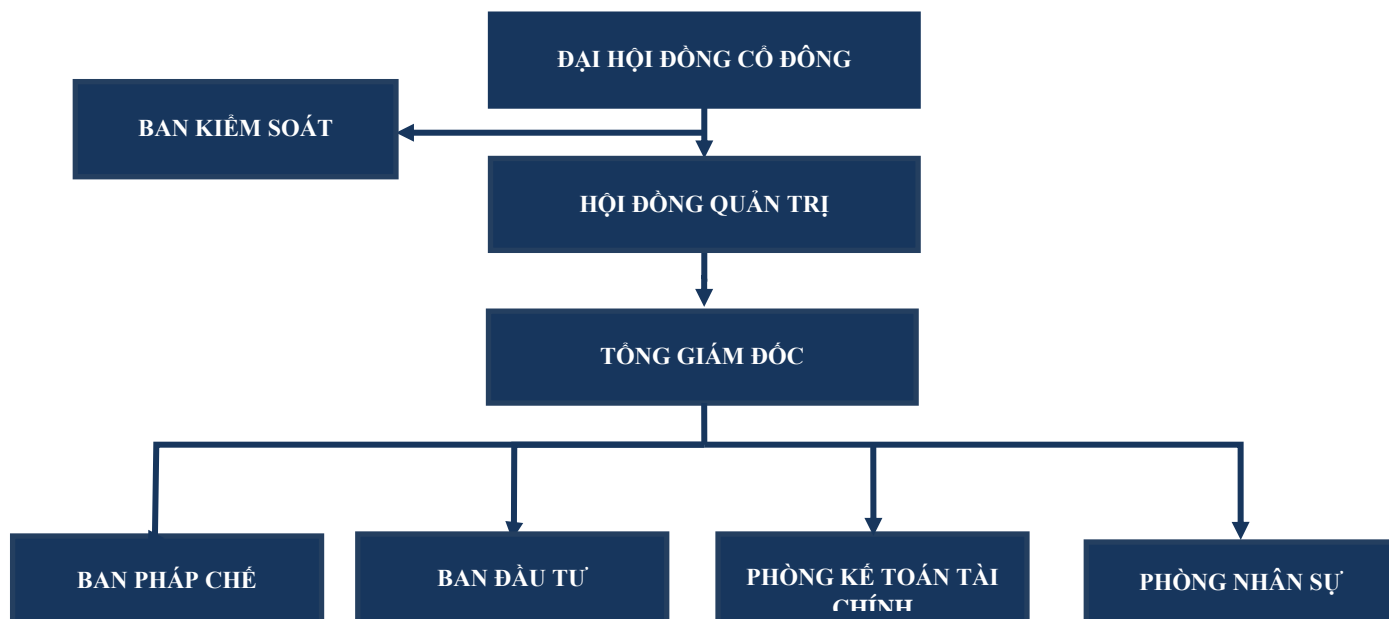 ĐẠI HỘI ĐỒNG CỔ ĐÔNG
BAN KIỂM SOÁT
HỘI ĐỒNG QUẢN TRỊ
TỔNG GIÁM ĐỐC
BAN PHÁP CHẾ
BAN ĐẦU TƯ
PHÒNG KẾ TOÁN TÀI
CHÍNH
PHÒNG NHÂN SỰ